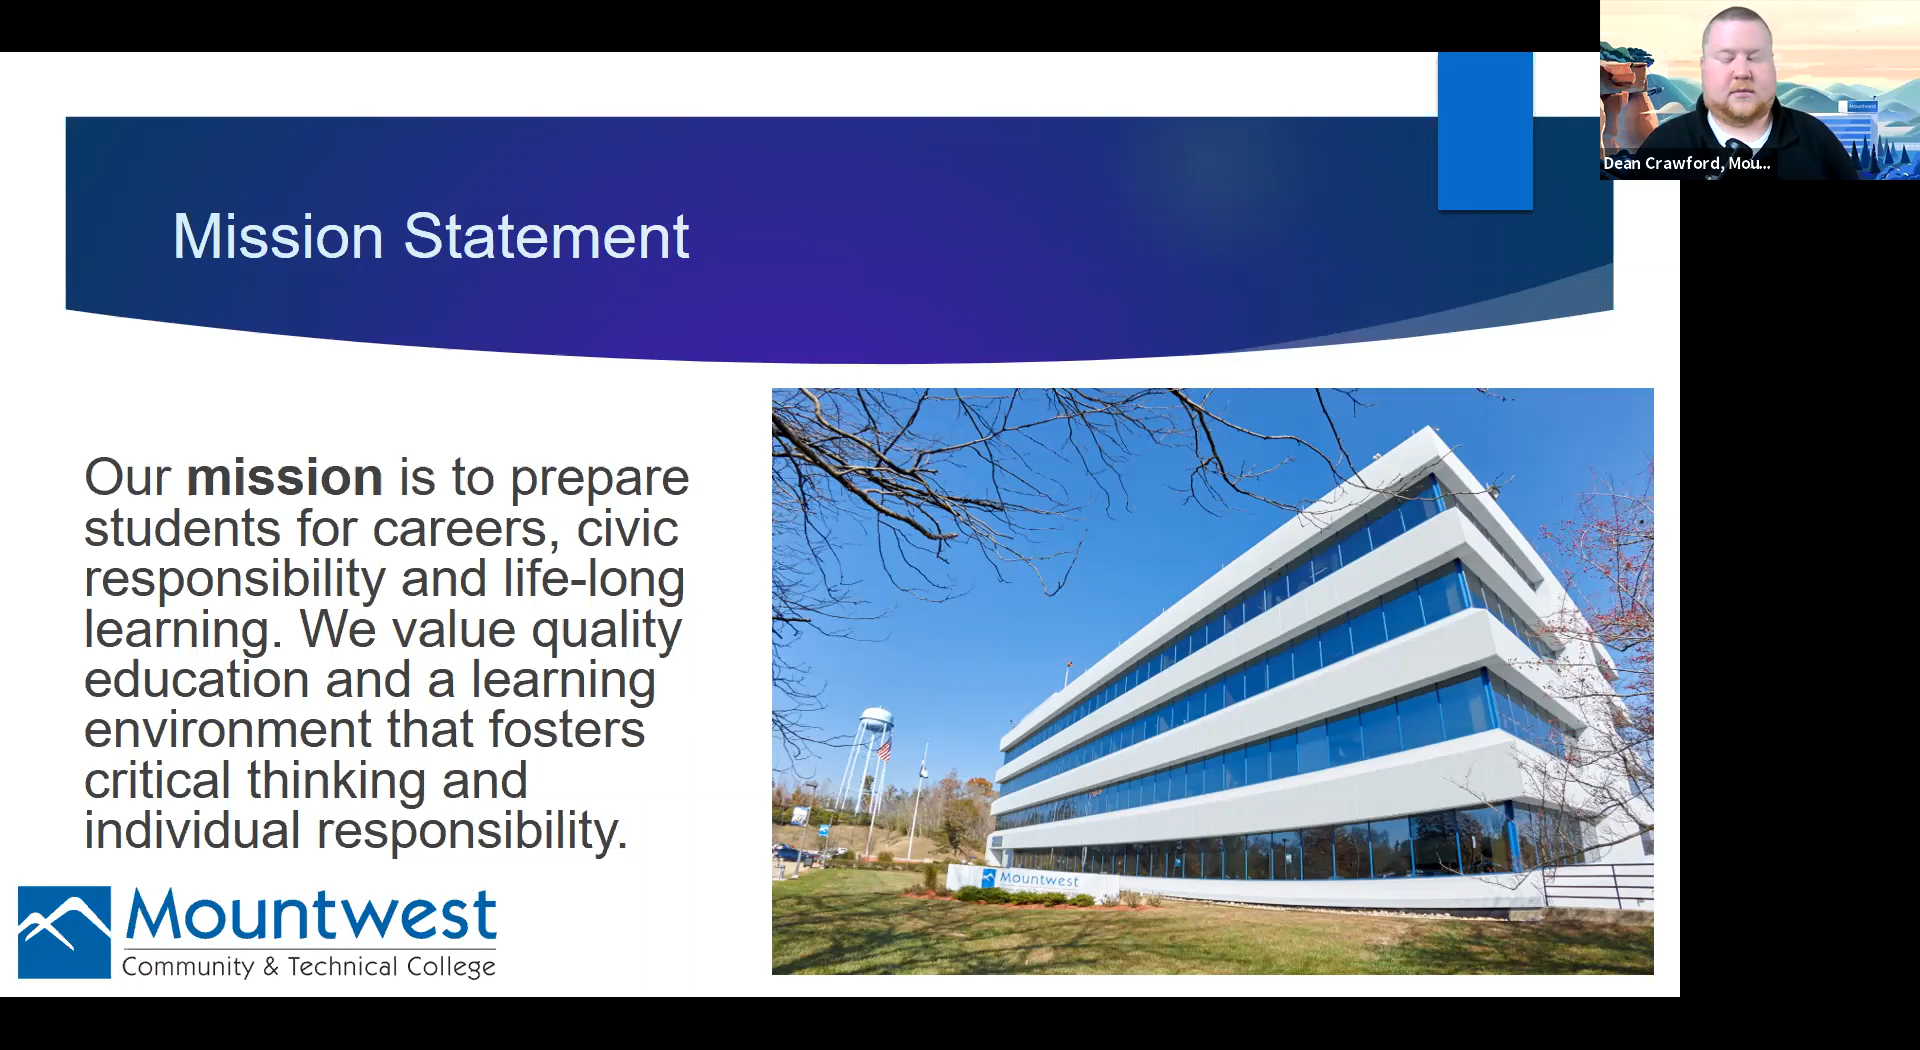 Mission Statement
Dean Crawford, Mou...
Mountwest
Our mission is to prepare
students for careers, civic
responsibility and life-long
learning. We value quality
education and a learning
environment that fosters
critical thinking and
individual responsibility.
Mountwest
Mountwest
Community & Technical College